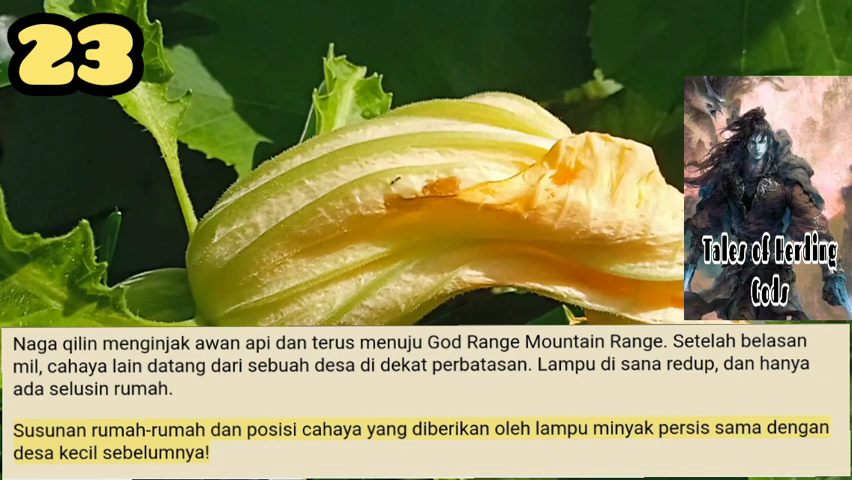 23
Tales of Herding
Gods
Naga qilin menginjak awan api dan terus menuju God Range Mountain Range. Setelah belasan
mil, cahaya lain datang dari sebuah desa di dekat perbatasan. Lampu di sana redup, dan hanya
ada selusin rumah.
Susunan rumah-rumah dan posisi cahaya yang diberikan oleh lampu minyak persis sama dengan
desa kecil sebelumnya!